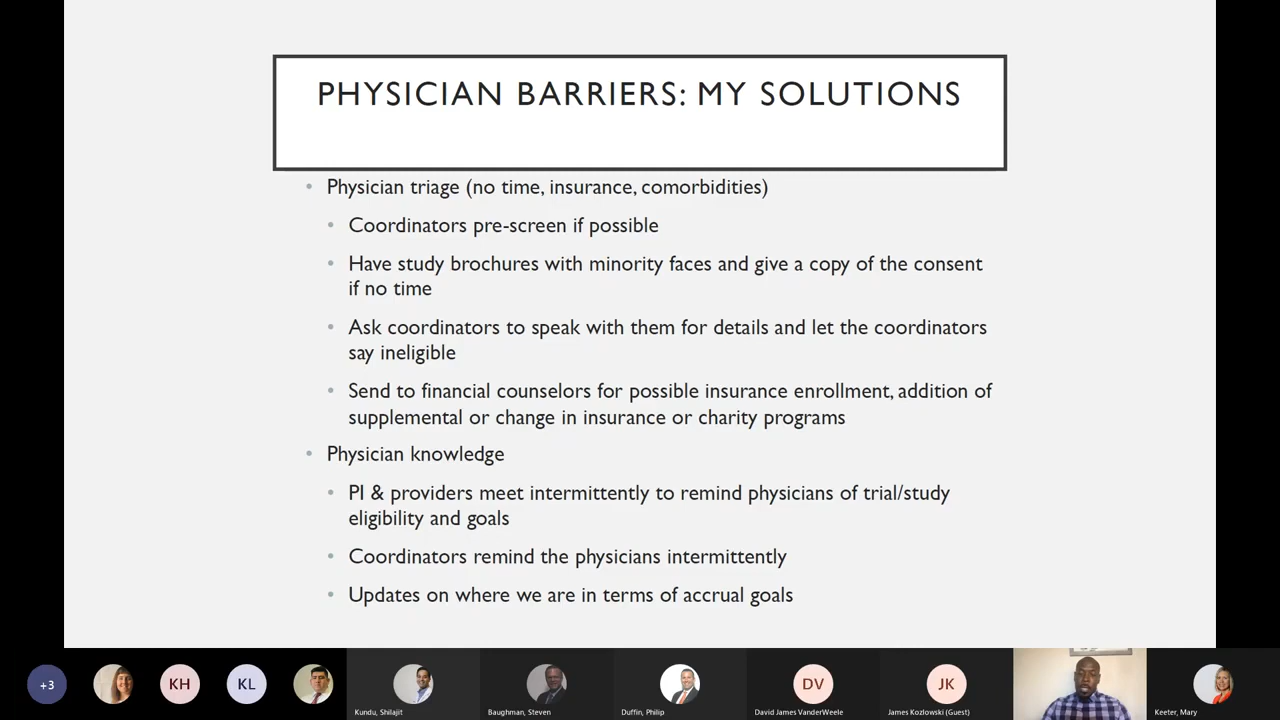 PHYSICIAN BARRIERS: MY SOLUTIONS
• Physician triage (no time, insurance, comorbidities)
• Coordinators pre-screen if possible
• Have study brochures with minority faces and give a copy of the consent
if no time
• Ask coordinators to speak with them for details and let the coordinators
say ineligible
• Send to financial counselors for possible insurance enrollment, addition of
supplemental or change in insurance or charity programs
• Physician knowledge
• PI & providers meet intermittently to remind physicians of trial/study
eligibility and goals
• Coordinators remind the physicians intermittently
• Updates on where we are in terms of accrual goals
+3
KH
KL
Kundu, Shilajit
Baughman, Steven
Duffin, Philip
DV
David James VanderWeele
JK
James Kozlowski (Guest)
Keeter, Mary